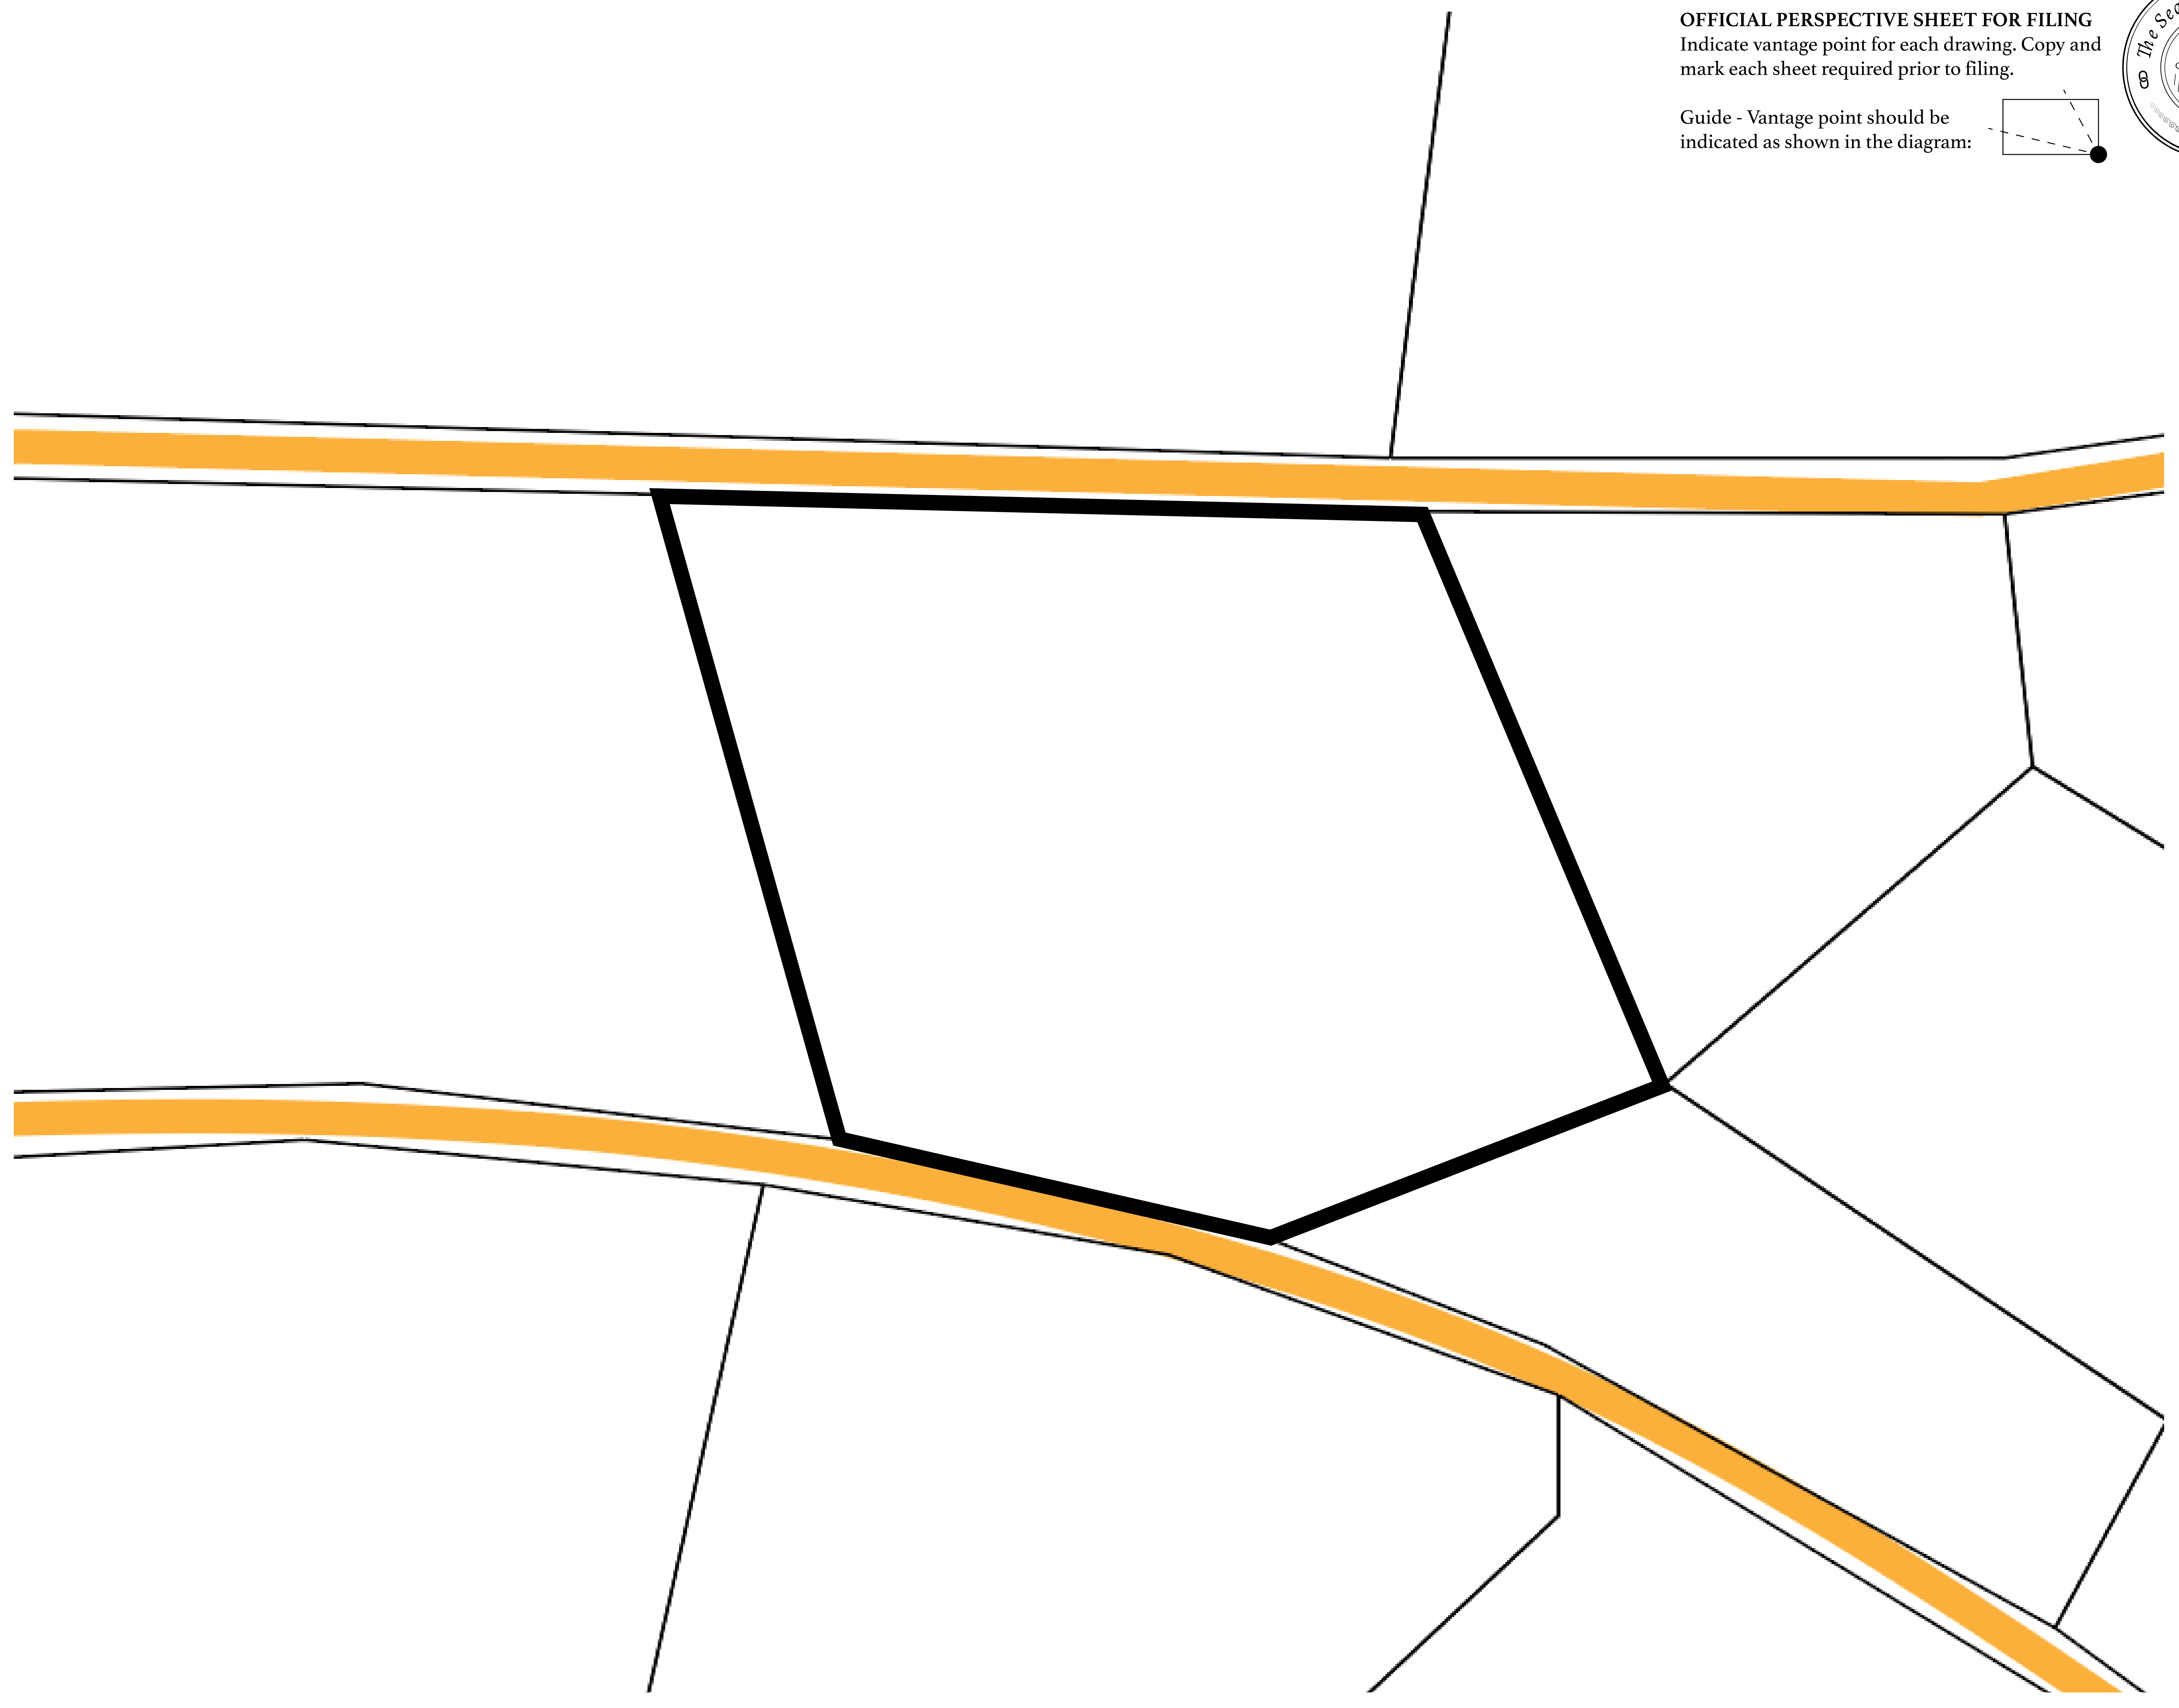 OFFICIAL PERSPECTIVE SHEET FOR FILING
Indicate vantage point for each drawing. Copy and
mark each sheet required prior to filing.
Guide - Vantage point should be
indicated as shown in the diagram:
The